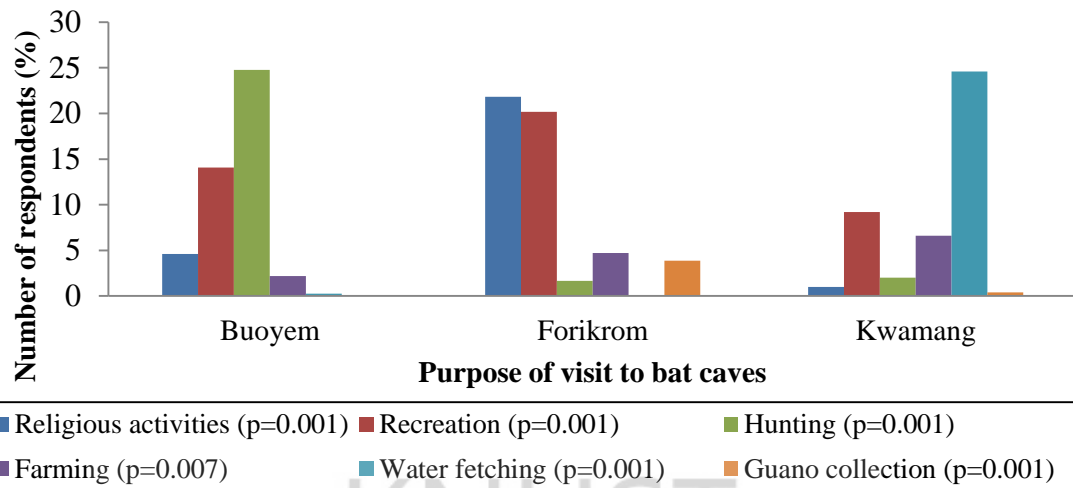 30
25
20
15
10
5
0
Number of respondents (%)
Buoyem Forikrom Kwamang
Purpose of visit to bat caves
Religious activities (p=0.001) Recreation (p=0.001) Hunting (p=0.001)
Farming (p=0.007) Water fetching (p=0.001) Guano collection (p=0.001)